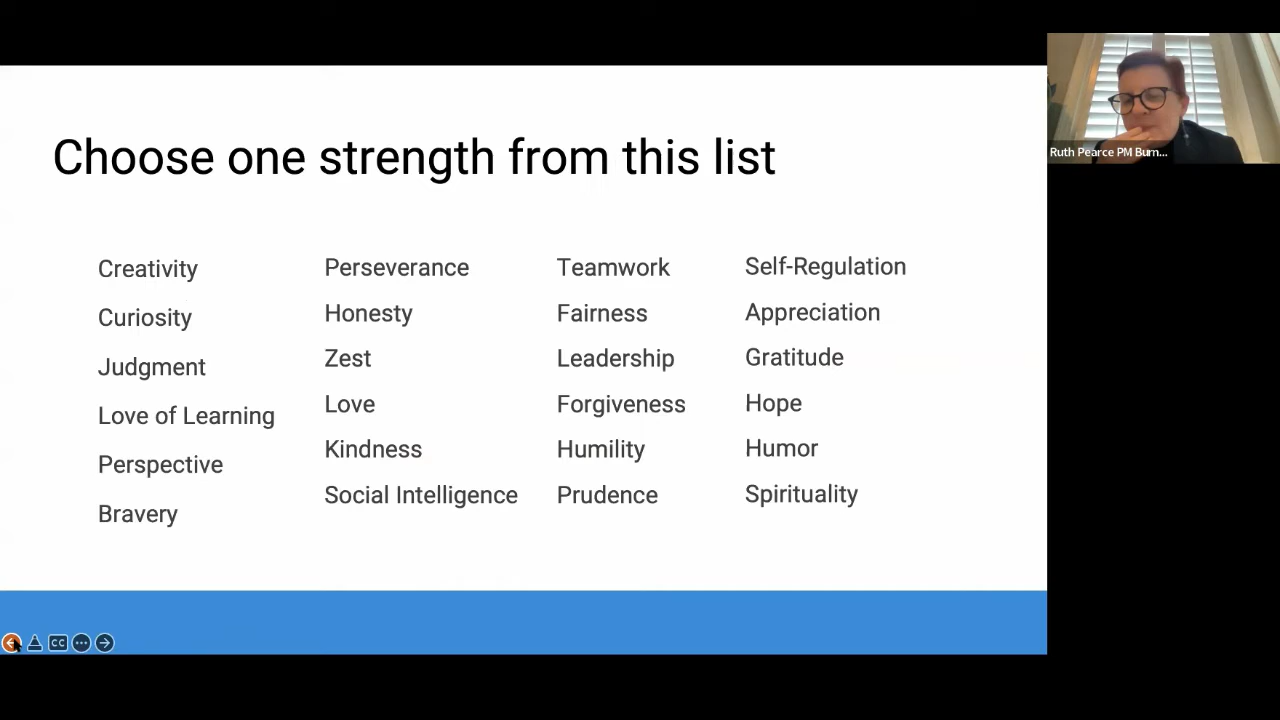 Choose one strength from this list
Creativity
Curiosity
Judgment
Love of Learning
Perspective
Bravery
Perseverance
Honesty
Zest
Love
Kindness
Social Intelligence
Teamwork
Fairness
Leadership
Forgiveness
Humility
Prudence
Self-Regulation
Appreciation
Gratitude
Hope
Humor
Spirituality
Ruth Pearce PM Burn...
CC